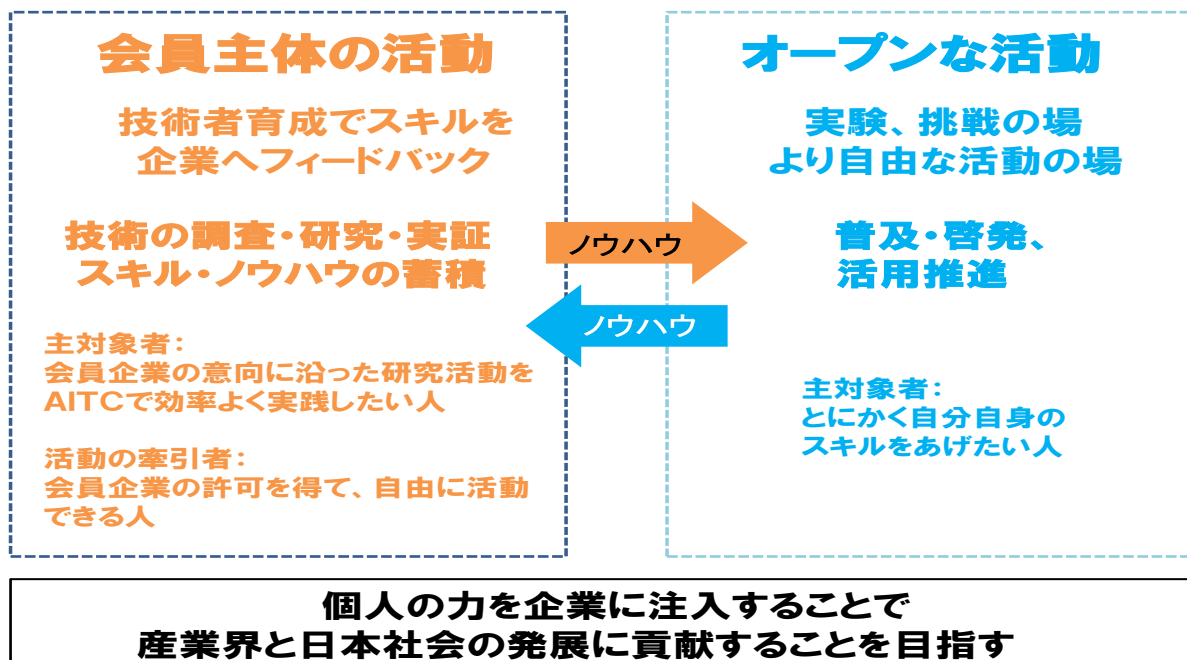 会員主体の活動
技術者育成でスキルを
企業へフィードバック
技術の調査・研究・実証
スキル・ノウハウの蓄積
主対象者：
会員企業の意向に沿った研究活動を
AITCで効率よく実践したい人
活動の牽引者：
会員企業の許可を得て、自由に活動
できる人
ノウハウ
ノウハウ
オープンな活動
実験、挑戦の場
より自由な活動の場
普及・啓発、
活用推進
主対象者：
とにかく自分自身の
スキルをあげたい人
個人の力を企業に注入することで
産業界と日本社会の発展に貢献することを目指す